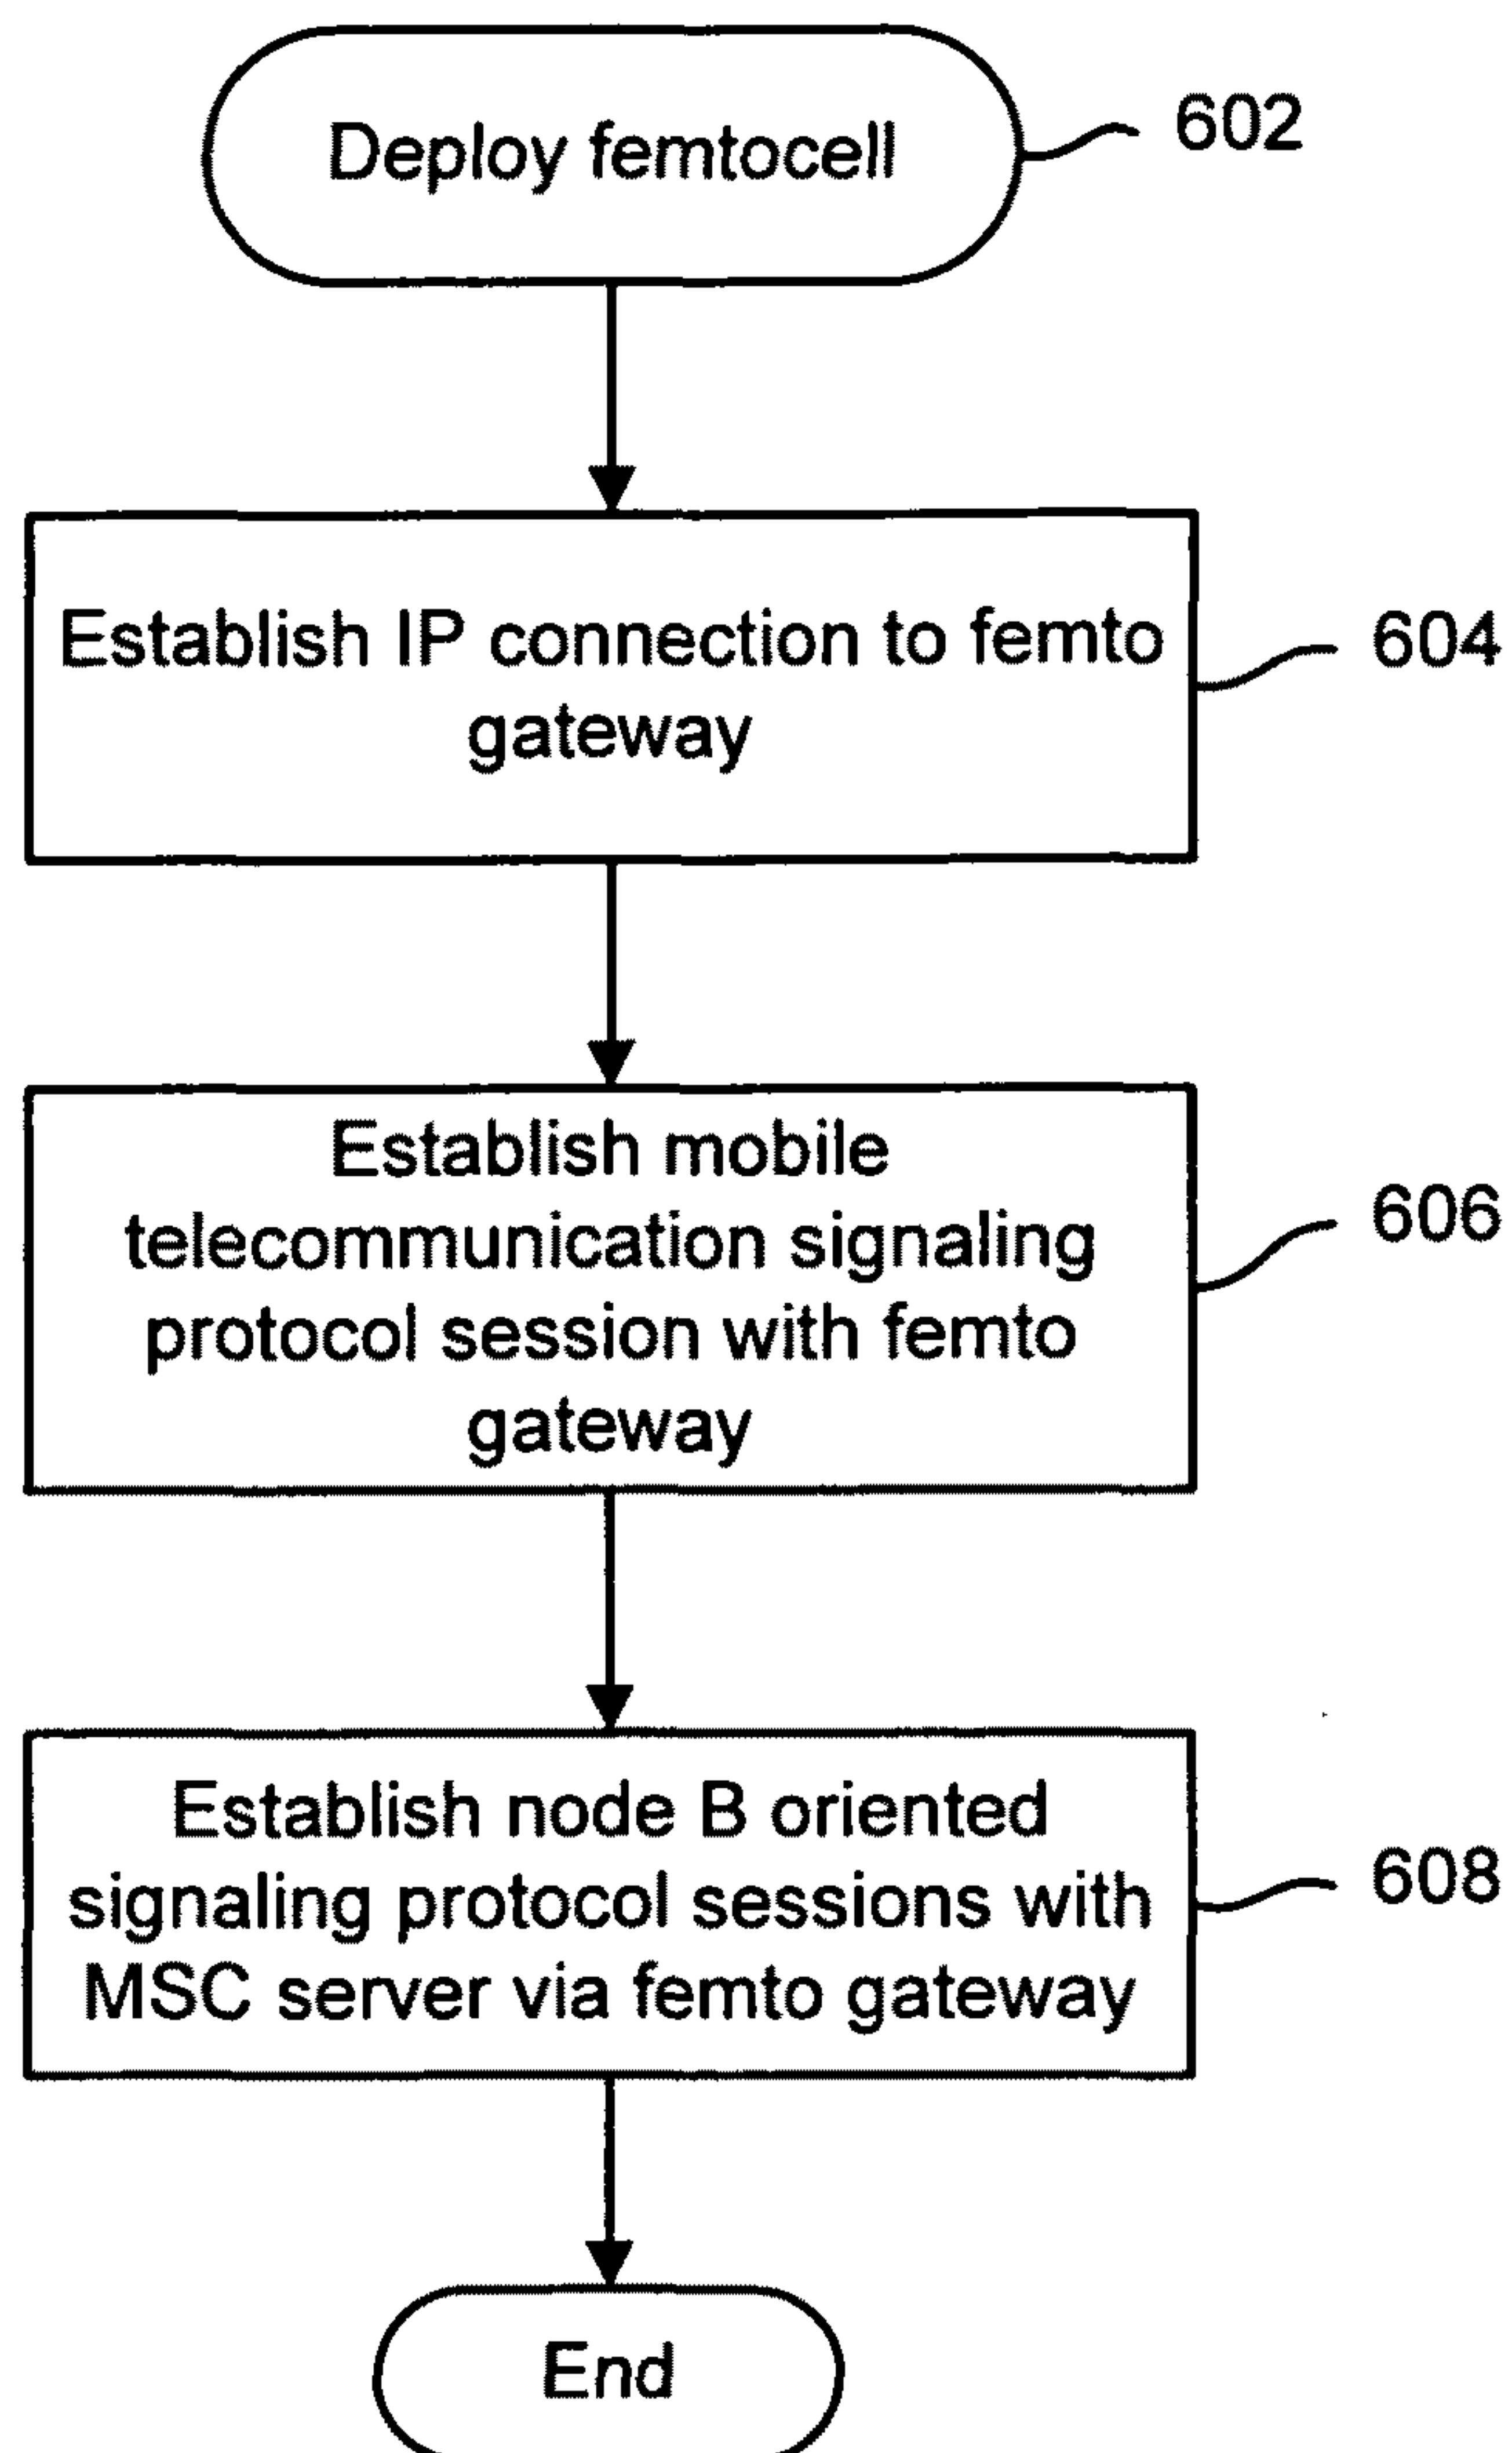 Deploy femtocell
602
Establish IP connection to femto
gateway
604
Establish mobile
telecommunication signaling
protocol session with femto
gateway
606
Establish node B oriented
signaling protocol sessions with
MSC server via femto gateway
608
End